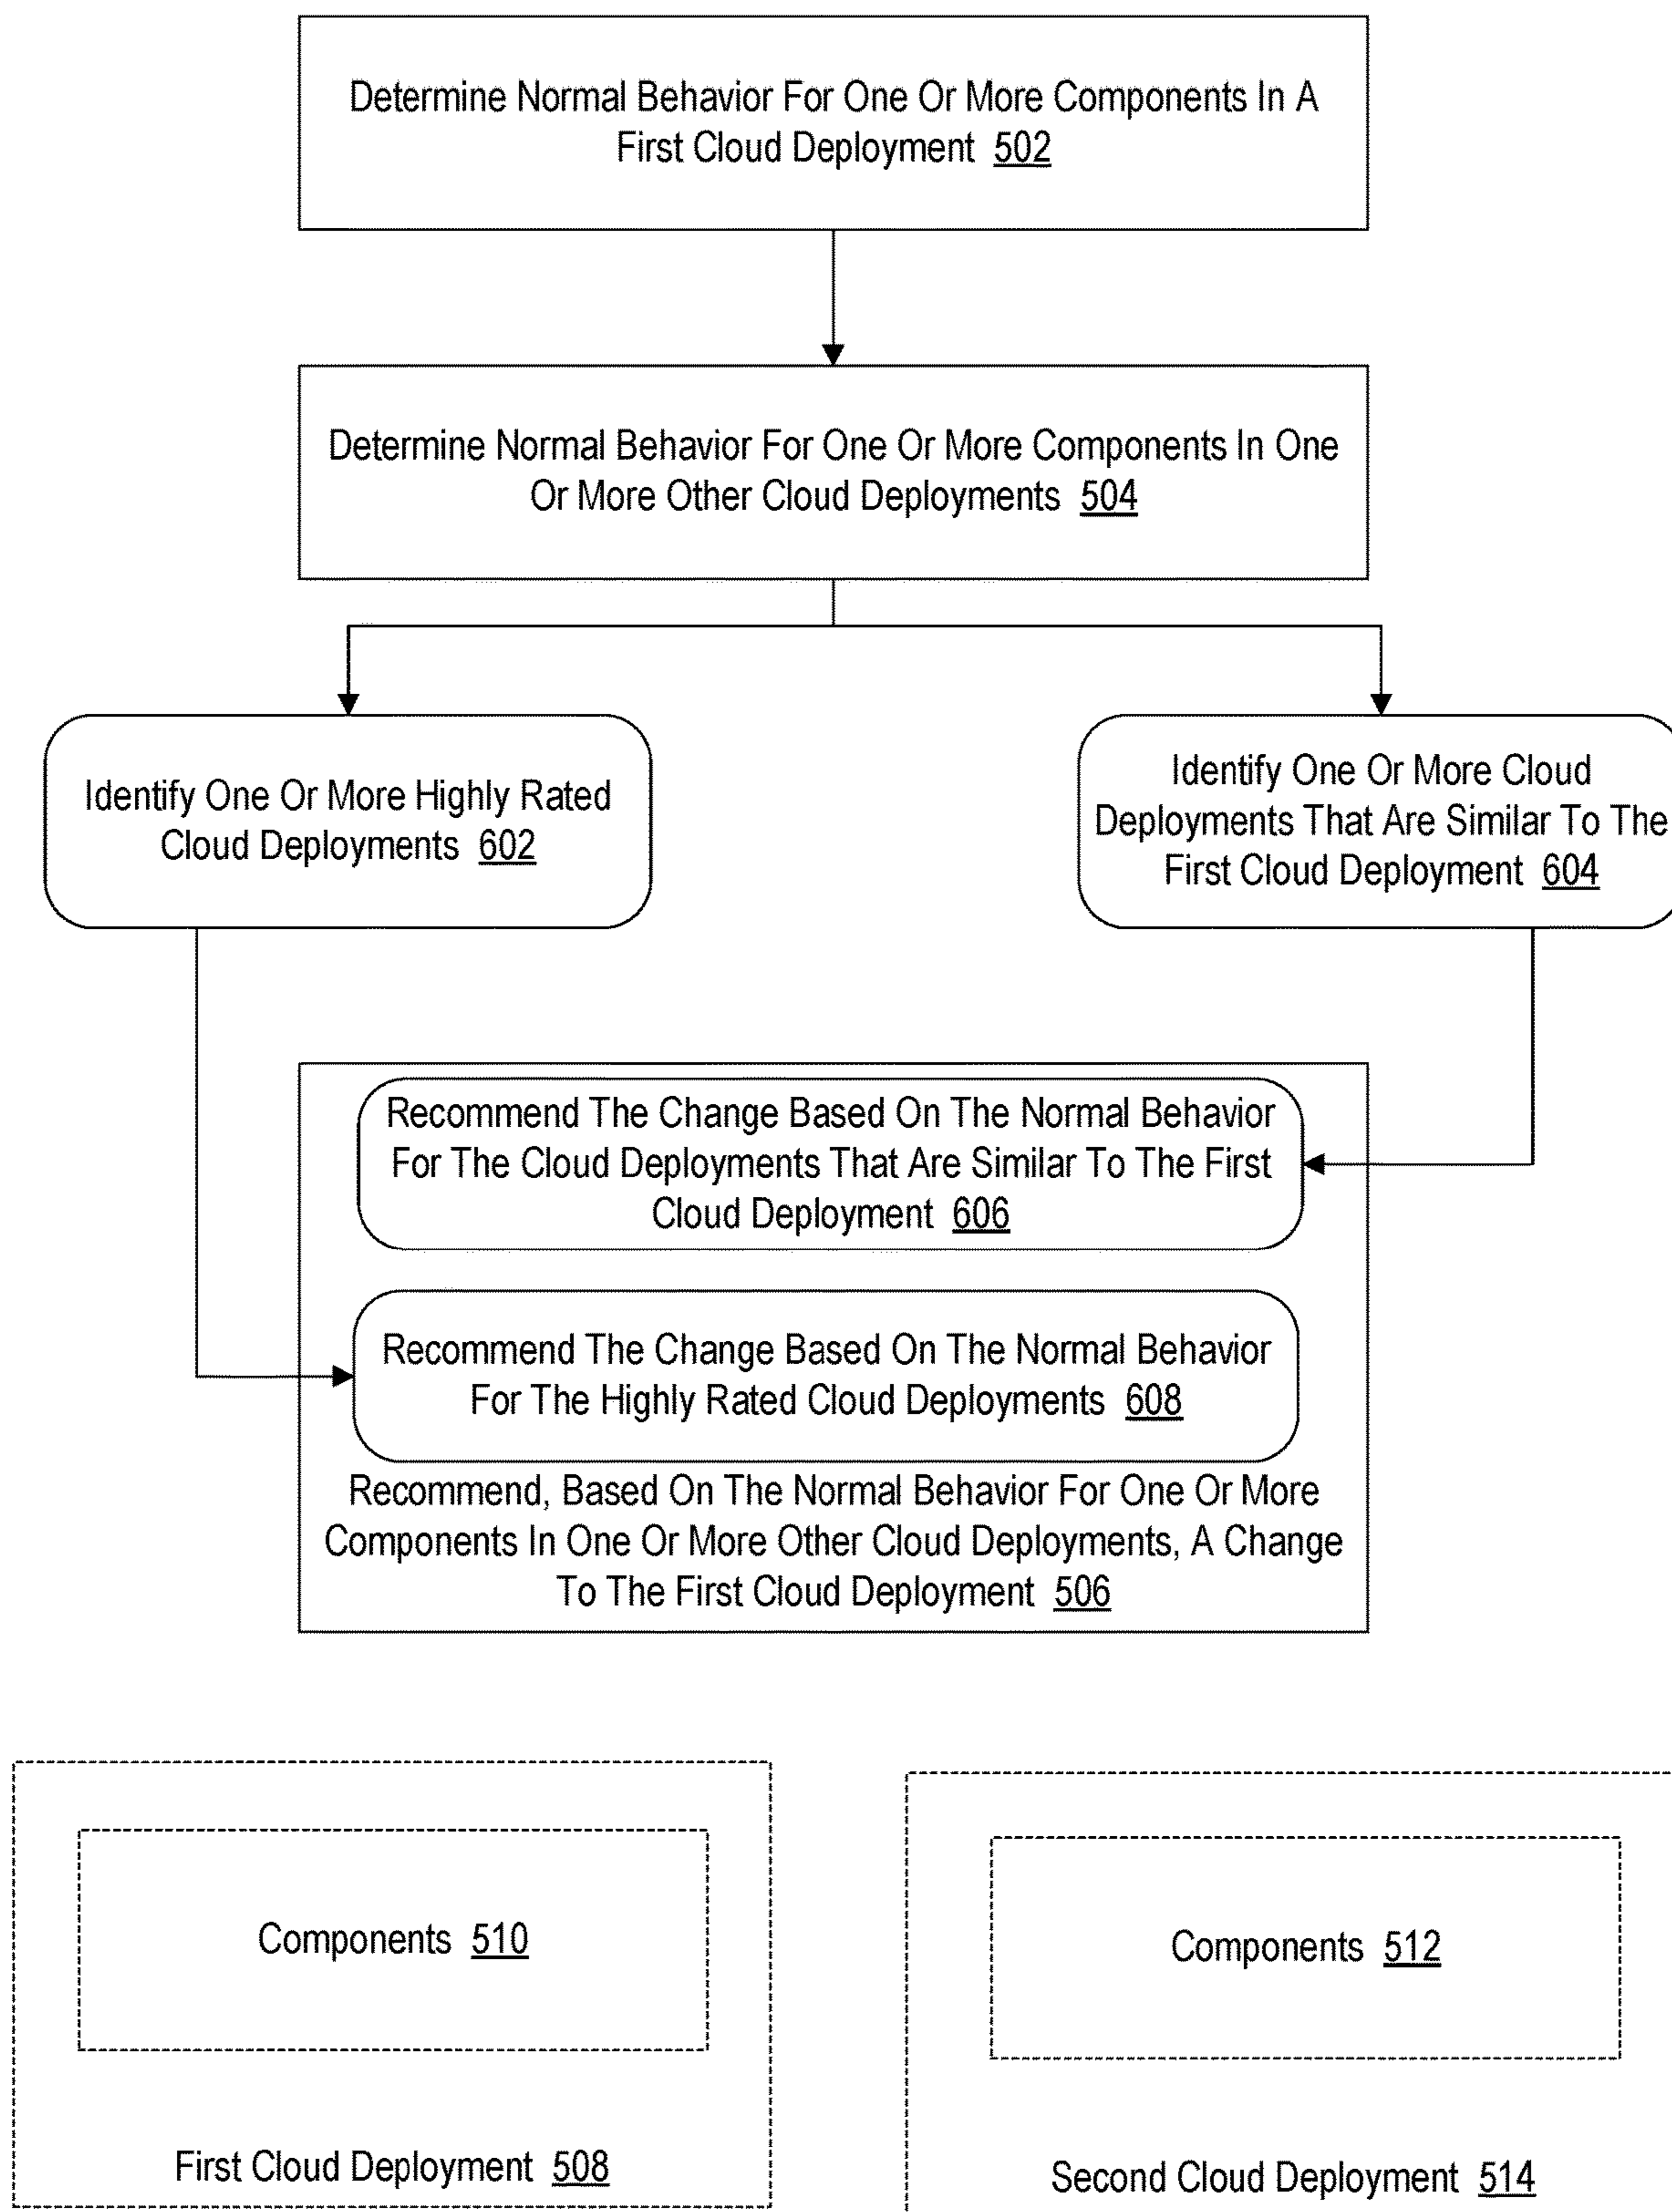 Determine Normal Behavior For One Or More Components In A
First Cloud Deployment 502
Determine Normal Behavior For One Or More Components In One
Or More Other Cloud Deployments 504
Identify One Or More Highly Rated
Cloud Deployments 602
Identify One Or More Cloud
Deployments That Are Similar To The
First Cloud Deployment 604
Recommend The Change Based On The Normal Behavior
For The Cloud Deployments That Are Similar To The First
Cloud Deployment 606
Recommend The Change Based On The Normal Behavior
For The Highly Rated Cloud Deployments 608
Recommend, Based On The Normal Behavior For One Or More
Components In One Or More Other Cloud Deployments, A Change
To The First Cloud Deployment 506
Components 510
First Cloud Deployment 508
Components 512
Second Cloud Deployment 514